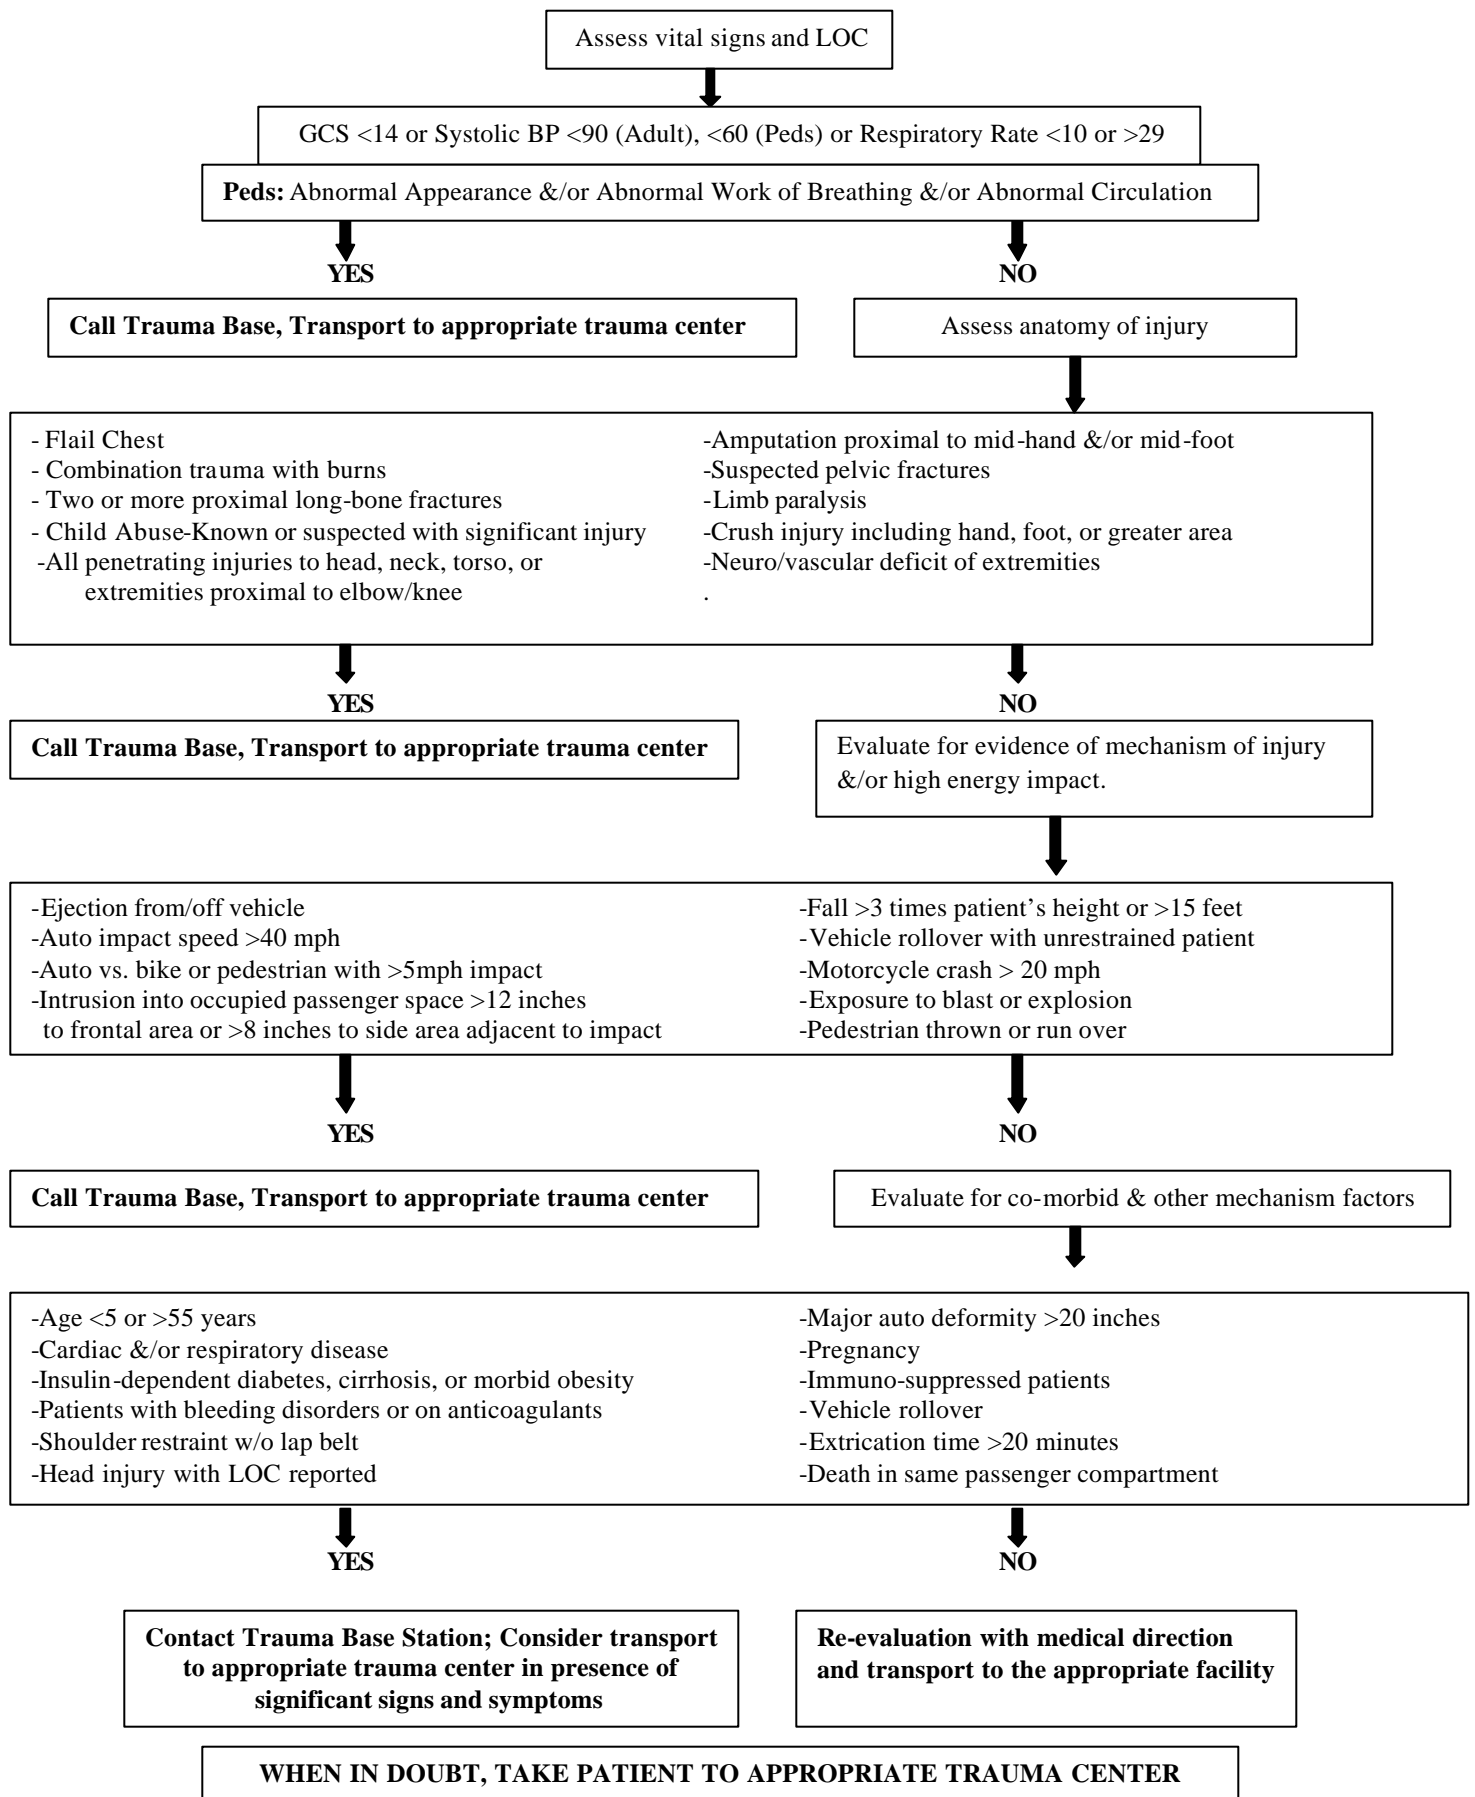 Assess vital signs and LOC
GCS <14 or Systolic BP <90 (Adult), <60 (Peds) or Respiratory Rate <10 or >29
Peds: Abnormal Appearance &/or Abnormal Work of Breathing &/or Abnormal Circulation
YES
NO
Call Trauma Base, Transport to appropriate trauma center
Assess anatomy of injury
- Flail Chest
- Combination trauma with burns
- Two or more proximal long-bone fractures
- Child Abuse-Known or suspected with significant injury
-All penetrating injuries to head, neck, torso, or
extremities proximal to elbow/knee
-Amputation proximal to mid-hand &/or mid-foot
-Suspected pelvic fractures
-Limb paralysis
-Crush injury including hand, foot, or greater area
-Neuro/vascular deficit of extremities
.
YES
NO
Call Trauma Base, Transport to appropriate trauma center
Evaluate for evidence of mechanism of injury
&/or high energy impact.
-Ejection from/off vehicle
-Auto impact speed >40 mph
-Auto vs. bike or pedestrian with >5mph impact
-Intrusion into occupied passenger space >12 inches
to frontal area or >8 inches to side area adjacent to impact
-Fall >3 times patient’s height or >15 feet
-Vehicle rollover with unrestrained patient
-Motorcycle crash > 20 mph
-Exposure to blast or explosion
-Pedestrian thrown or run over
YES
NO
Call Trauma Base, Transport to appropriate trauma center
Evaluate for co-morbid & other mechanism factors
-Age <5 or >55 years
-Cardiac &/or respiratory disease
-Insulin-dependent diabetes, cirrhosis, or morbid obesity
-Patients with bleeding disorders or on anticoagulants
-Shoulder restraint w/o lap belt
-Head injury with LOC reported
-Major auto deformity >20 inches
-Pregnancy
-Immuno-suppressed patients
-Vehicle rollover
-Extrication time >20 minutes
-Death in same passenger compartment
YES
NO
Contact Trauma Base Station; Consider transport
to appropriate trauma center in presence of
significant signs and symptoms
Re-evaluation with medical direction
and transport to the appropriate facility
WHEN IN DOUBT, TAKE PATIENT TO APPROPRIATE TRAUMA CENTER